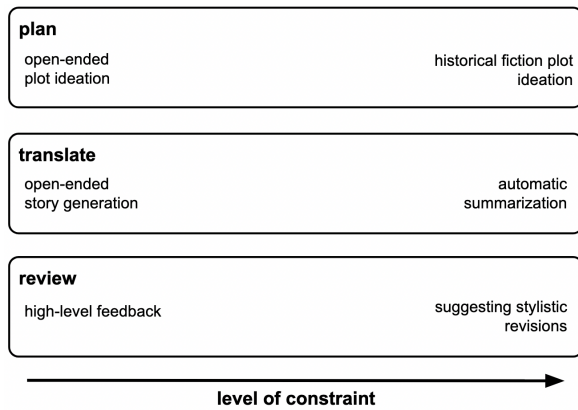 plan
open-ended
plot ideation
historical fiction plot
ideation
translate
open-ended
story generation
automatic
summarization
review
high-level feedback
suggesting stylistic
revisions
level of constraint